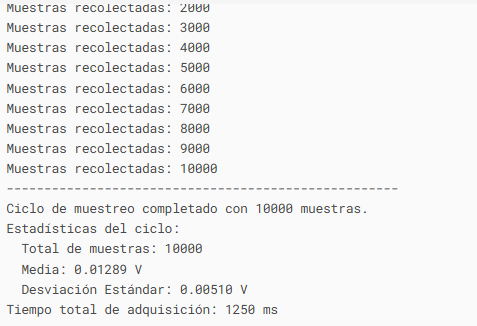 Muestras recolectadas: 2000
Muestras recolectadas: 3000
Muestras recolectadas: 4000
Muestras recolectadas: 5000
Muestras recolectadas: 6000
Muestras recolectadas: 7000
Muestras recolectadas: 8000
Muestras recolectadas: 9000
Muestras recolectadas: 10000
----------------------------------------------------
Ciclo de muestreo completado con 10000 muestras.
Estadísticas del ciclo:
  Total de muestras: 10000
  Media: 0.01289 V
  Desviación Estándar: 0.00510 V
Tiempo total de adquisición: 1250 ms